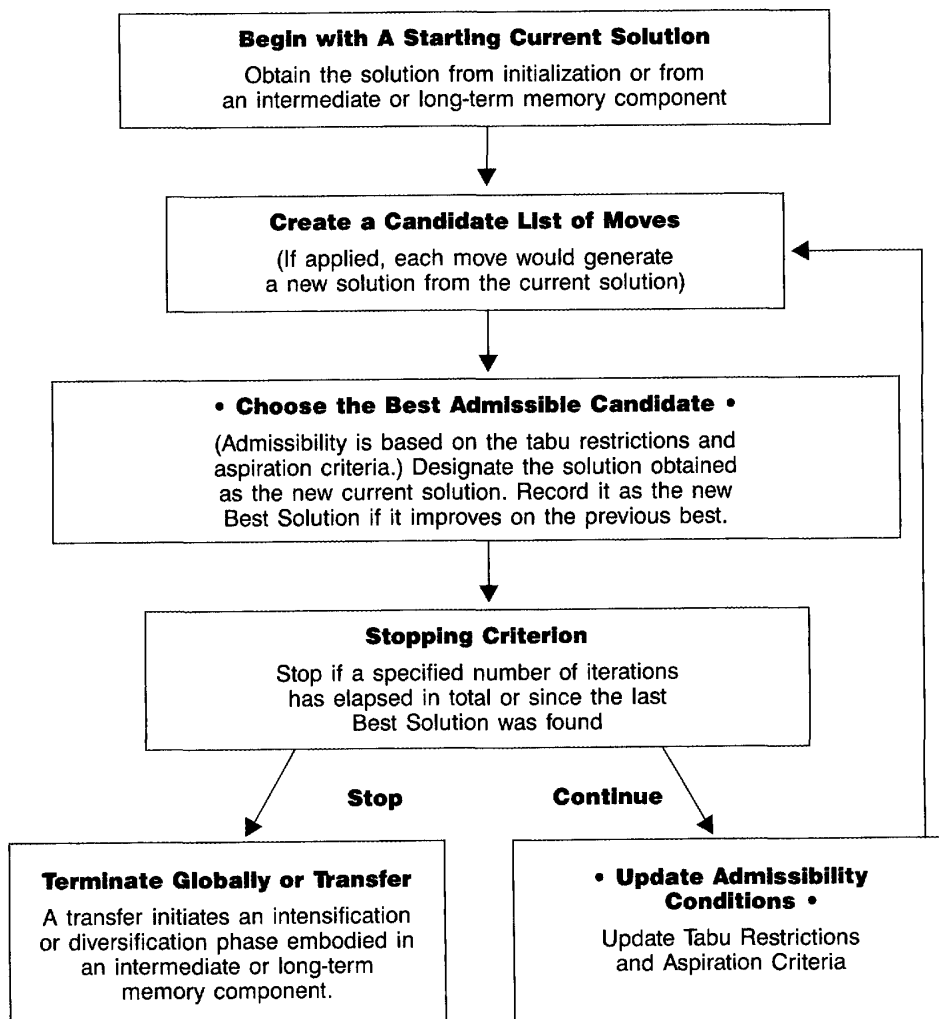 Begin with A Starting Current Solution
Obtain the solution from initialization or from
an intermediate or long-term memory component
Create a Candidate List of Moves
(If applied, each move would generate
a new solution from the current solution)
• Choose the Best Admissible Candidate •
(Admissibility is based on the tabu restrictions and
aspiration criteria.) Designate the solution obtained
as the new current solution. Record it as the new
Best Solution if it improves on the previous best.
Stopping Criterion
Stop if a specified number of iterations
has elapsed in total or since the last
Best Solution was found
Stop
Continue
Terminate Globally or Transfer
A transfer initiates an intensification
or diversification phase embodied in
an intermediate or long-term
memory component.
• Update Admissibility
Conditions •
Update Tabu Restrictions
and Aspiration Criteria